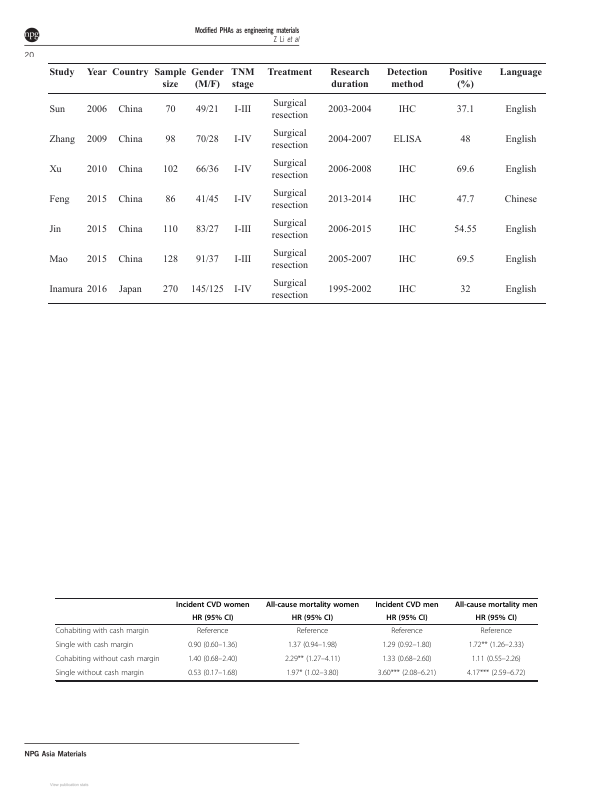 npg
Modified PHAs as engineering materials
Z Li et al
20
Study Year Country Sample size Gender (M/F) TNM stage Treatment Research duration Detection method Positive (%) Language
Sun 2006 China 70 49/21 I-III Surgical resection 2003-2004 IHC 37.1 English
Zhang 2009 China 98 70/28 I-IV Surgical resection 2004-2007 ELISA 48 English
Xu 2010 China 102 66/36 I-IV Surgical resection 2006-2008 IHC 69.6 English
Feng 2015 China 86 41/45 I-IV Surgical resection 2013-2014 IHC 47.7 Chinese
Jin 2015 China 110 83/27 I-III Surgical resection 2006-2015 IHC 54.55 English
Mao 2015 China 128 91/37 I-III Surgical resection 2005-2007 IHC 69.5 English
Inamura 2016 Japan 270 145/125 I-IV Surgical resection 1995-2002 IHC 32 English
Incident CVD women All-cause mortality women Incident CVD men All-cause mortality men
HR (95% CI) HR (95% CI) HR (95% CI) HR (95% CI)
Cohabiting with cash margin Reference Reference Reference Reference
Single with cash margin 0.90 (0.60–1.36) 1.37 (0.94–1.98) 1.29 (0.92–1.80) 1.72** (1.26–2.33)
Cohabiting without cash margin 1.40 (0.68–2.40) 2.29** (1.27–4.11) 1.33 (0.68–2.60) 1.11 (0.55–2.26)
Single without cash margin 0.53 (0.17–1.68) 1.97* (1.02–3.80) 3.60*** (2.08–6.21) 4.17*** (2.59–6.72)
NPG Asia Materials
View publication stats